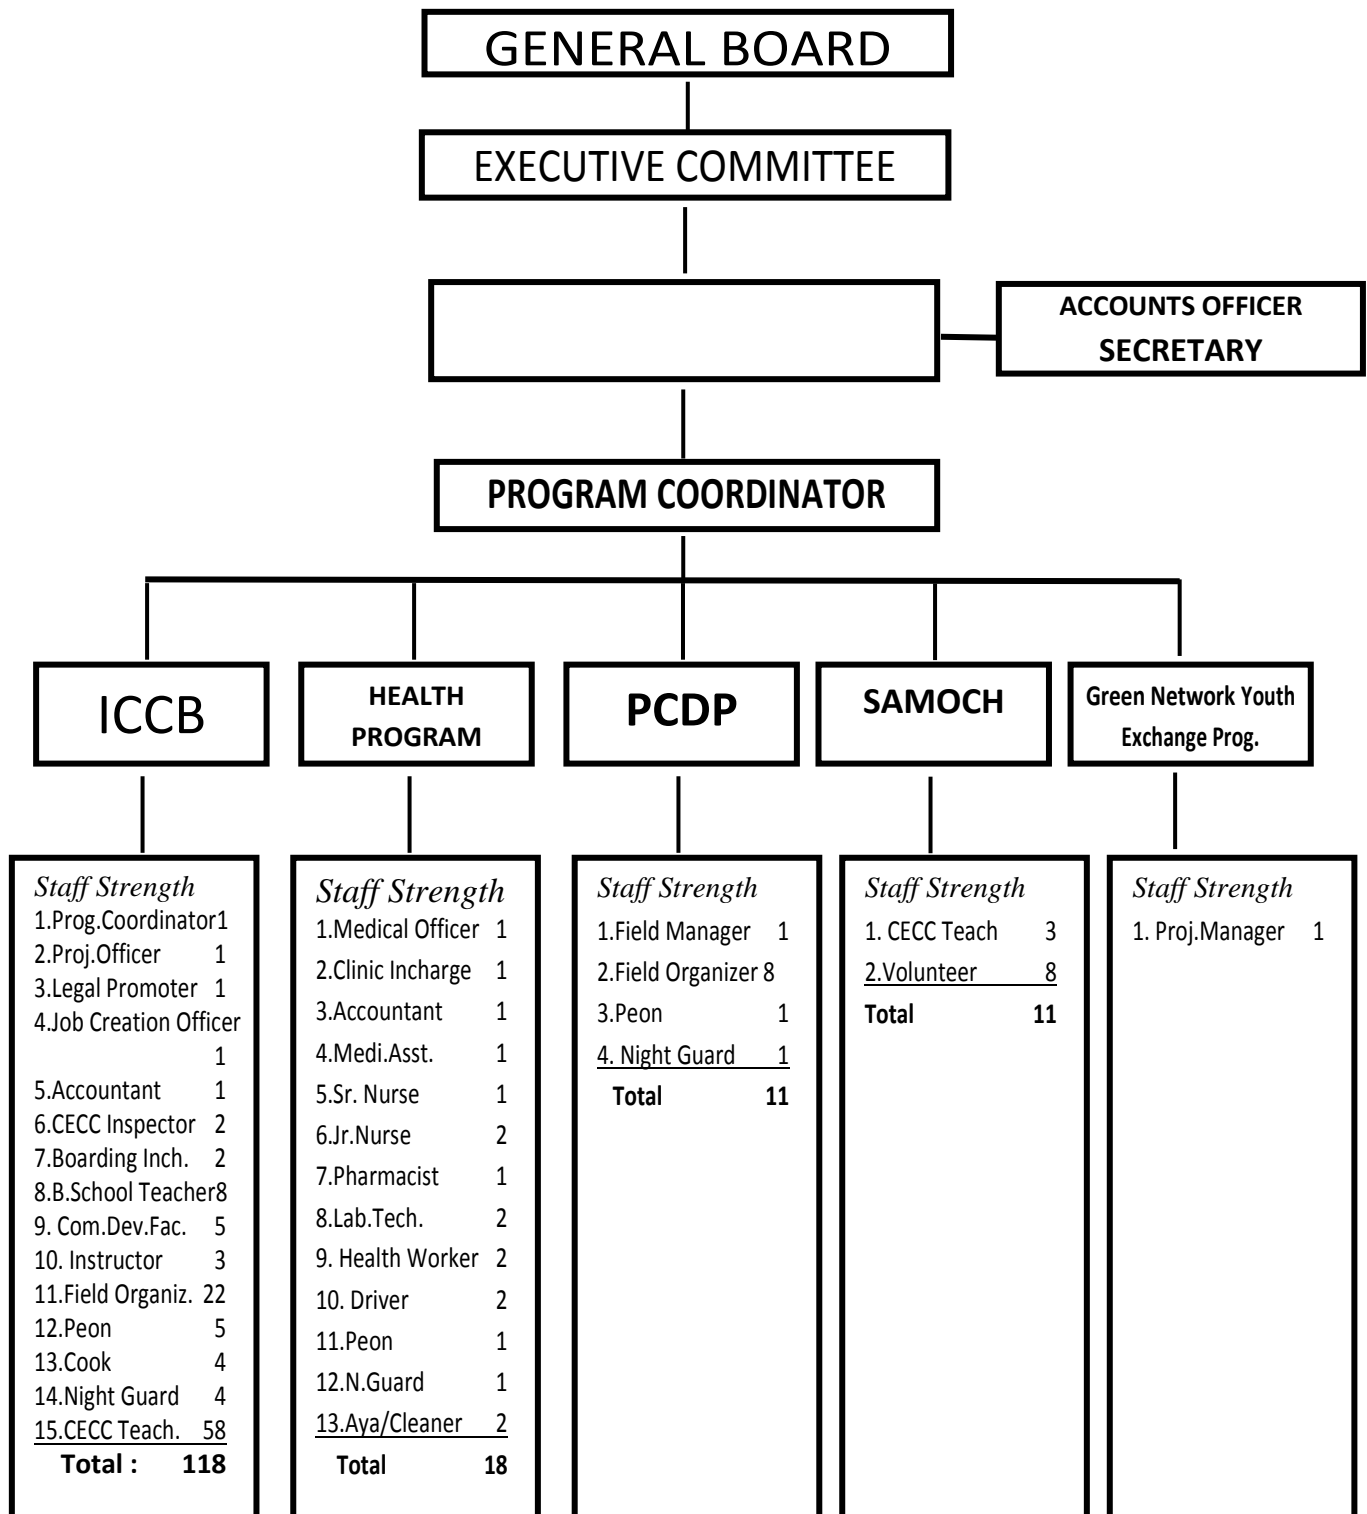 GENERAL BOARD
EXECUTIVE COMMITTEE
ACCOUNTS OFFICER
SECRETARY
PROGRAM COORDINATOR
ICCB
HEALTH
PROGRAM
PCDP
SAMOCH
Green Network Youth
Exchange Prog.
Staff Strength
1.Prog.Coordinator1
2.Proj.Officer 1
3.Legal Promoter 1
4.Job Creation Officer
1
5.Accountant 1
6.CECC Inspector 2
7.Boarding Inch. 2
8.B.School Teacher8
9. Com.Dev.Fac. 5
10. Instructor 3
11.Field Organiz. 22
12.Peon 5
13.Cook 4
14.Night Guard 4
15.CECC Teach. 58
Total : 118
Staff Strength
1.Medical Officer 1
2.Clinic Incharge 1
3.Accountant 1
4.Medi.Asst. 1
5.Sr. Nurse 1
6.Jr.Nurse 2
7.Pharmacist 1
8.Lab.Tech. 2
9. Health Worker 2
10. Driver 2
11.Peon 1
12.N.Guard 1
13.Aya/Cleaner 2
Total 18
Staff Strength
1.Field Manager 1
2.Field Organizer 8
3.Peon 1
4. Night Guard 1
Total 11
Staff Strength
1. CECC Teach 3
2.Volunteer 8
Total 11
Staff Strength
1. Proj.Manager 1